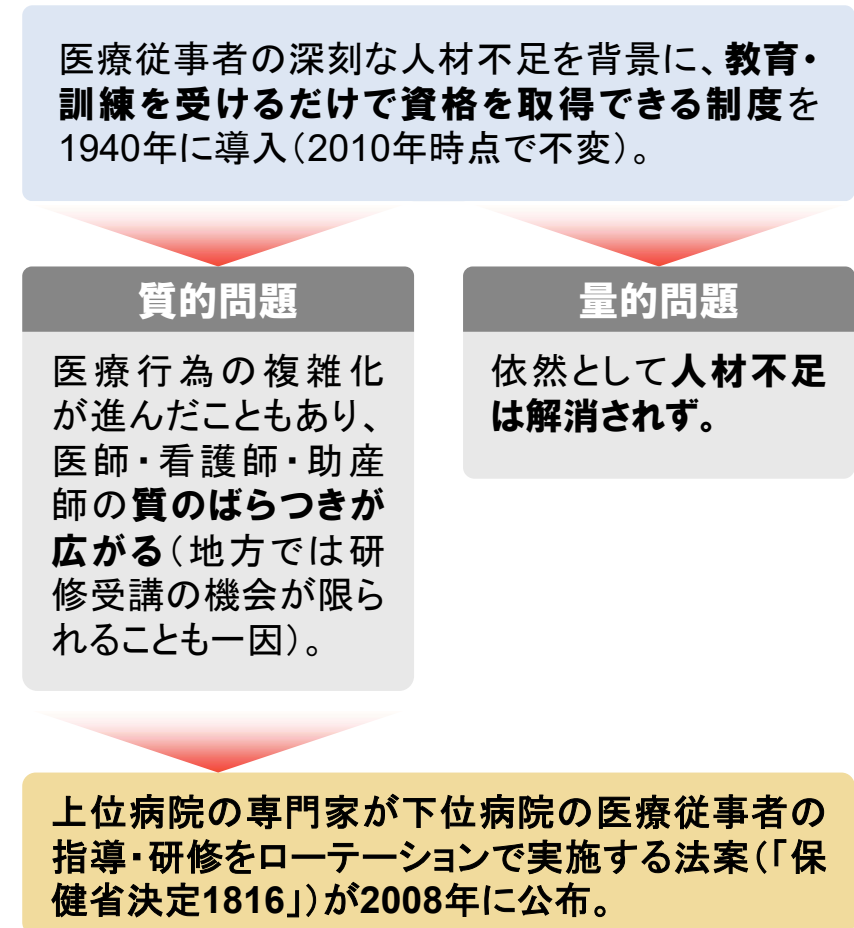 医療従事者の深刻な人材不足を背景に、教育・
訓練を受けるだけで資格を取得できる制度を
1940年に導入（2010年時点で不変）。
質的問題
医療行為の複雑化
が進んだこともあり、
医師・看護師・助産
師の質のばらつきが
広がる（地方では研
修受講の機会が限ら
れることも一因）。
量的問題
依然として人材不足
は解消されず。
上位病院の専門家が下位病院の医療従事者の
指導・研修をローテーションで実施する法案（「保
健省決定1816」）が2008年に公布。